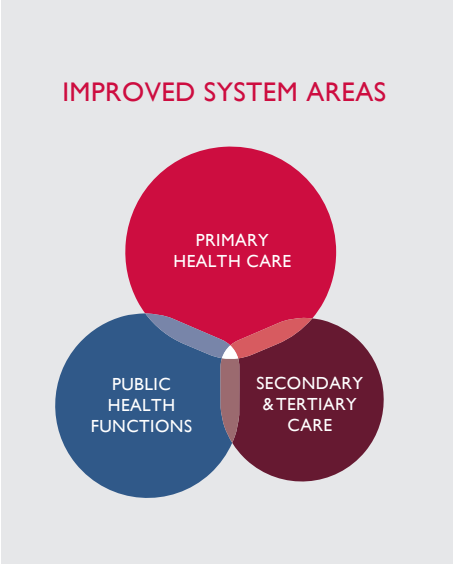 IMPROVED SYSTEM AREAS
PRIMARY
HEALTH CARE
PUBLIC
HEALTH
FUNCTIONS
SECONDARY
& TERTIARY
CARE